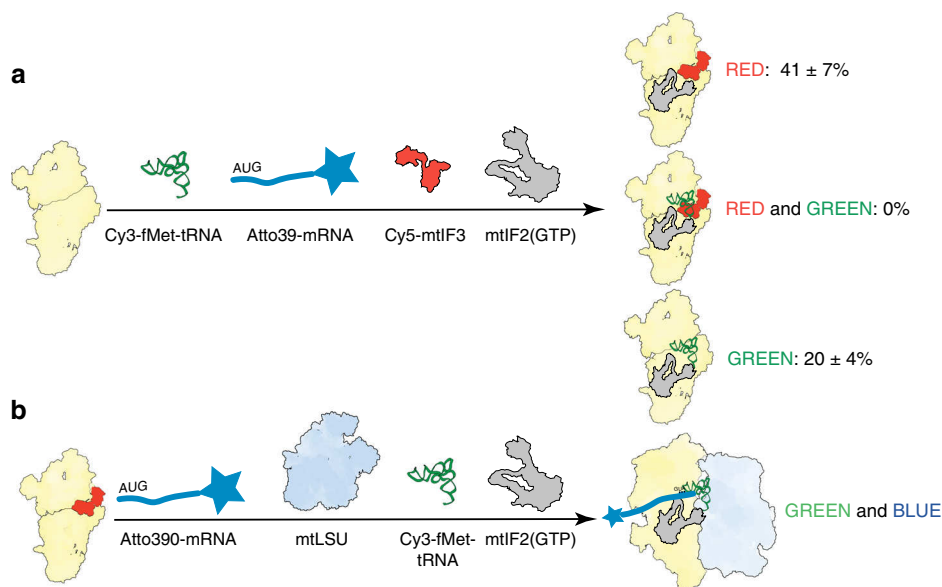 a
RED: 41 ± 7%
AUG
RED and GREEN: 0%
Cy3-fMet-tRNA Atto39-mRNA Cy5-mtIF3 mtIF2(GTP)
GREEN: 20 ± 4%
b
AUG
GREEN and BLUE
Atto390-mRNA mtLSU Cy3-fMet- mtIF2(GTP)
tRNA